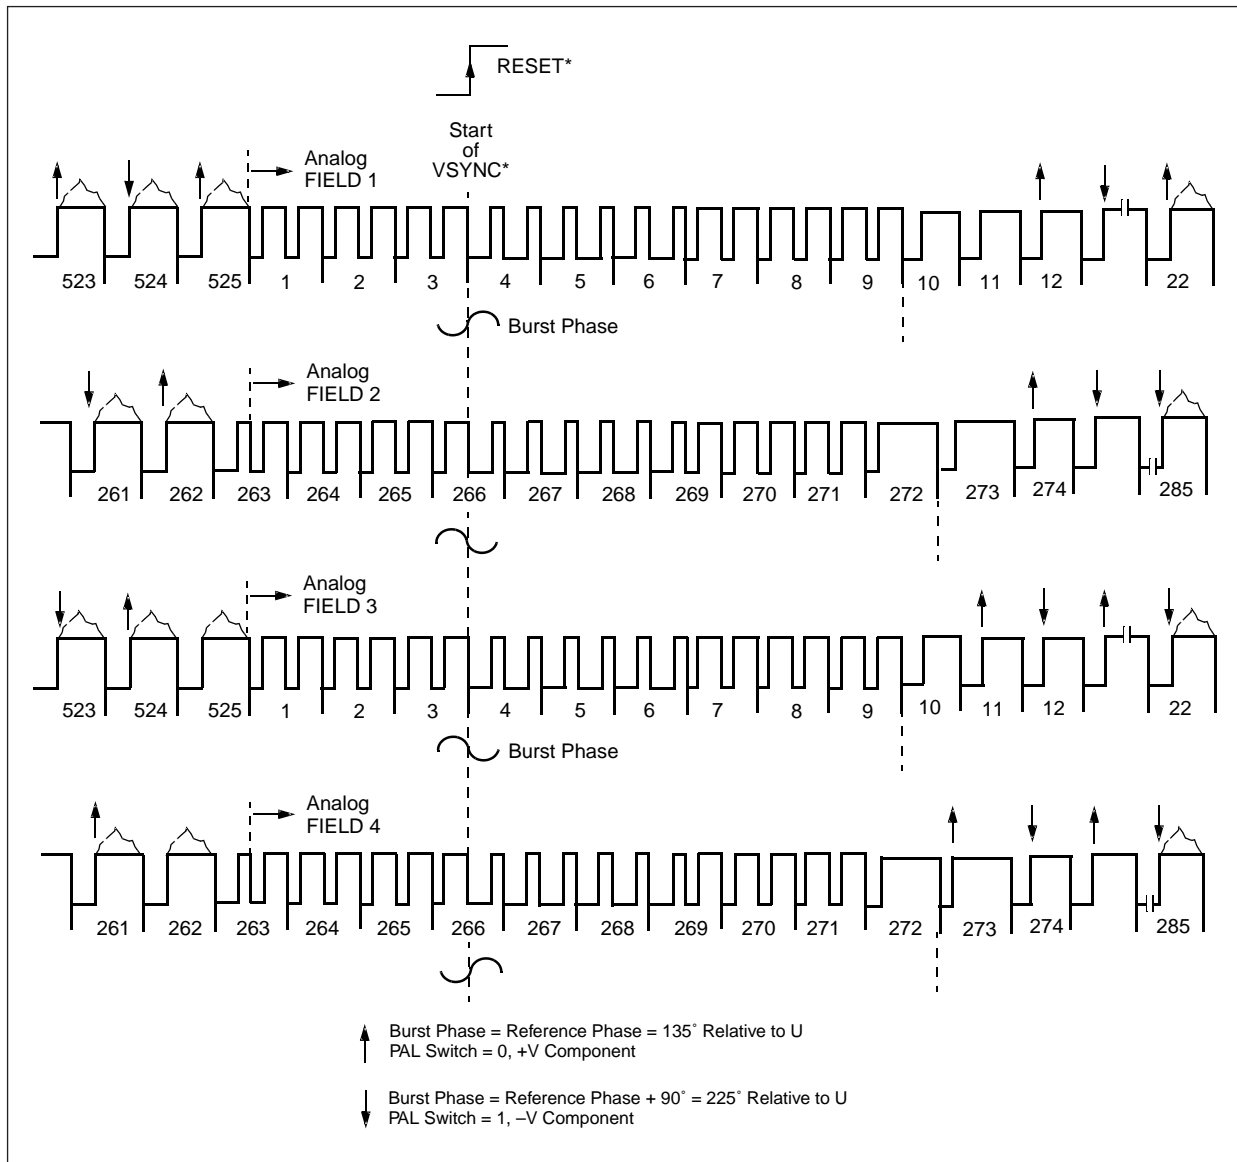 RESET*
Start
of
VSYNC*
Analog
FIELD 1
523 524 525 1 2 3 4 5 6 7 8 9 10 11 12 22
Burst Phase
Analog
FIELD 2
261 262 263 264 265 266 267 268 269 270 271 272 273 274 285
Analog
FIELD 3
523 524 525 1 2 3 4 5 6 7 8 9 10 11 12 22
Burst Phase
Analog
FIELD 4
261 262 263 264 265 266 267 268 269 270 271 272 273 274 285
Burst Phase = Reference Phase = 135˚ Relative to U
PAL Switch = 0, +V Component
Burst Phase = Reference Phase + 90˚ = 225˚ Relative to U
PAL Switch = 1, –V Component